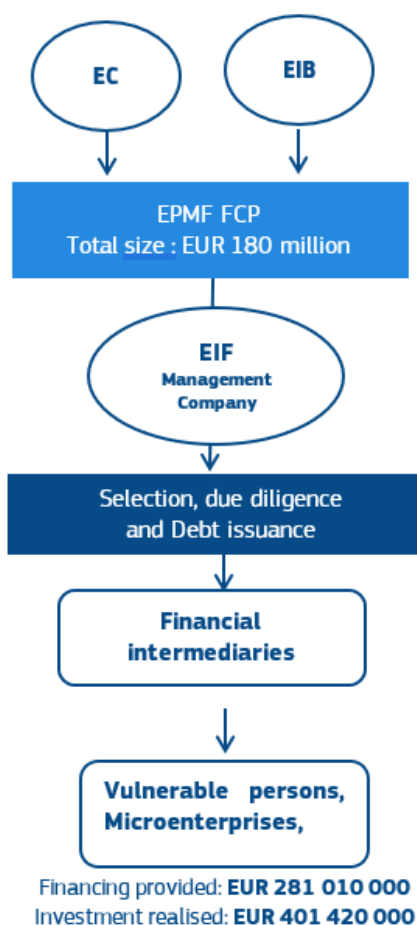 EC
EIB
EPMF FCP
Total size : EUR 180 million
EIF
Management
Company
Selection, due diligence
and Debt issuance
Financial
intermediaries
Vulnerable persons,
Microenterprises,
Financing provided: EUR 281 010 000
Investment realised: EUR 401 420 000